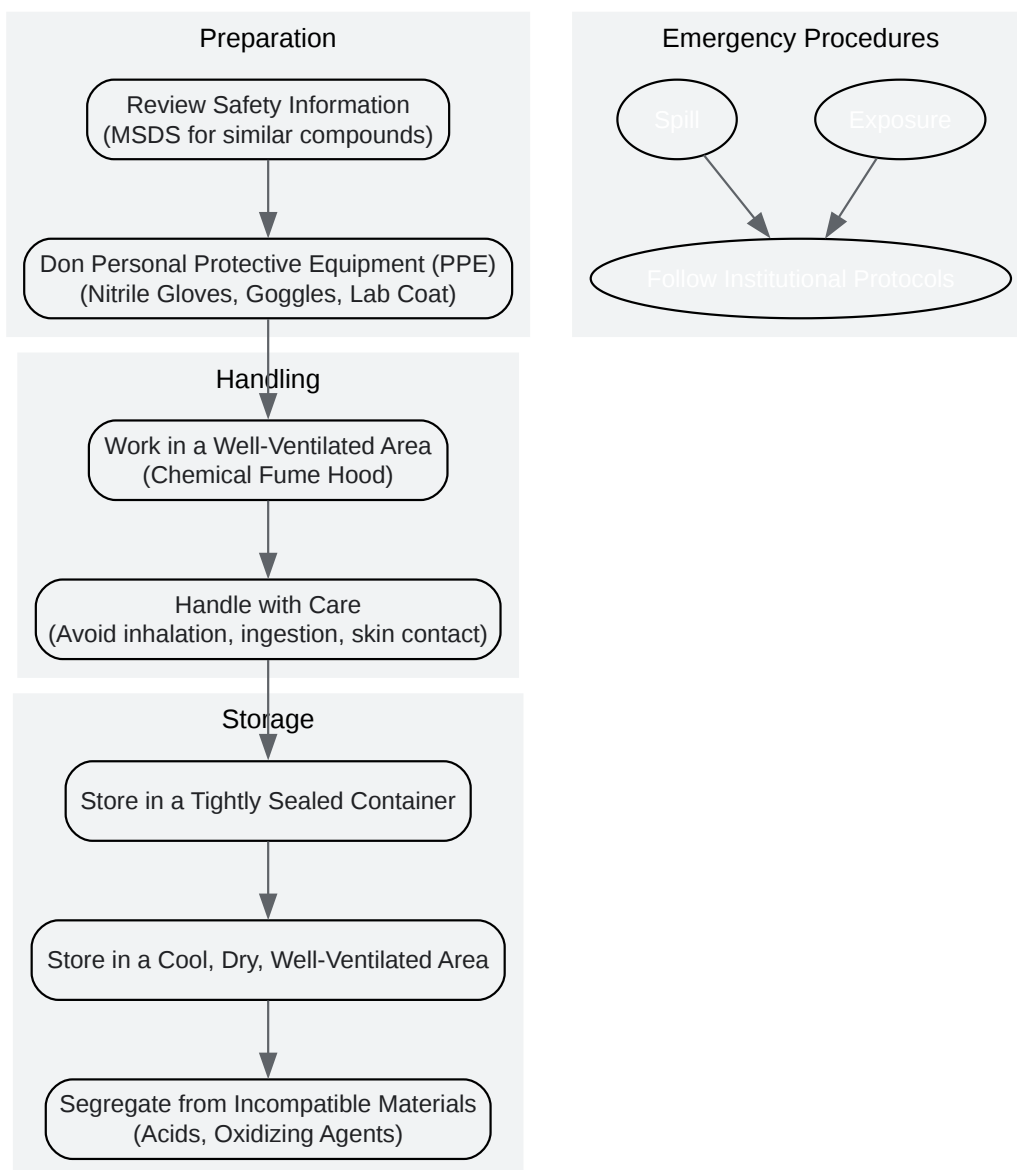 Preparation
Review Safety Information
(MSDS for similar compounds)
Don Personal Protective Equipment (PPE)
(Nitrile Gloves, Goggles, Lab Coat)
Handling
Work in a Well-Ventilated Area
(Chemical Fume Hood)
Handle with Care
(Avoid inhalation, ingestion, skin contact)
Storage
Store in a Tightly Sealed Container
Store in a Cool, Dry, Well-Ventilated Area
Segregate from Incompatible Materials
(Acids, Oxidizing Agents)
Emergency Procedures
Spill
Exposure
Follow Institutional Protocols